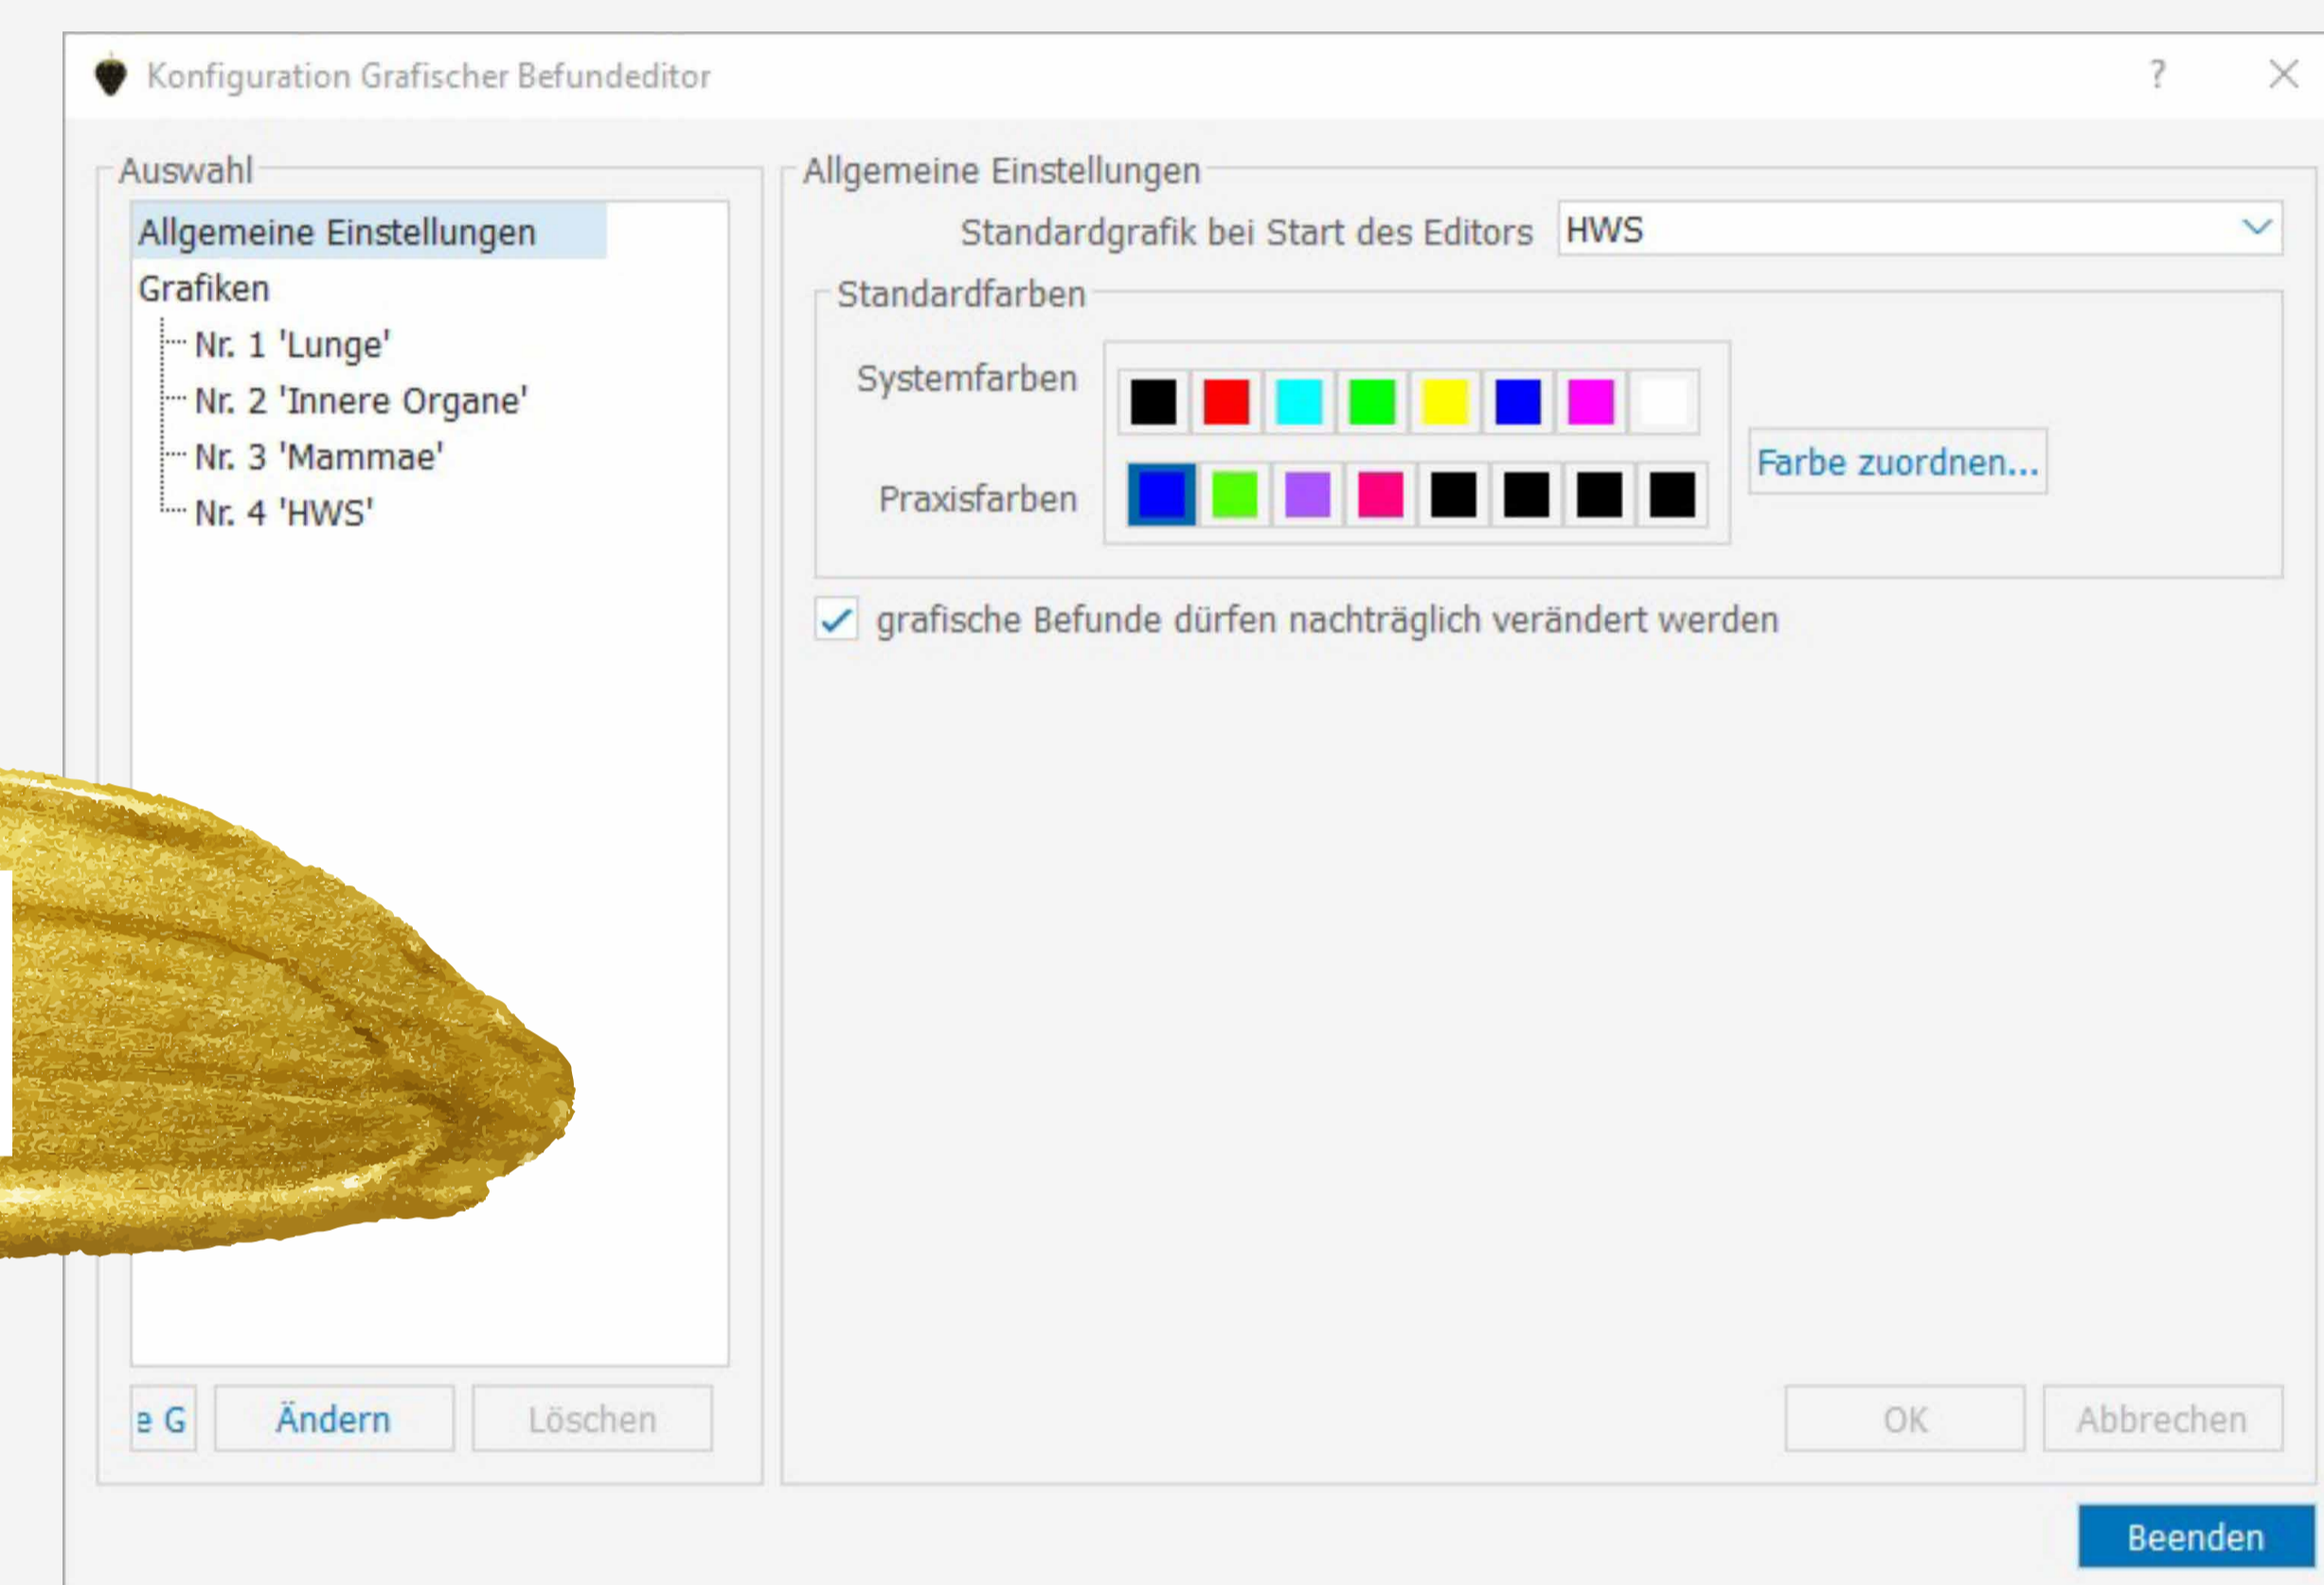 Konfiguration Grafischer Befundeditor
?
Auswahl
Allgemeine Einstellungen
Grafiken
Nr. 1 'Lunge'
Nr. 2 'Innere Organe'
Nr. 3 'Mammae'
Nr. 4 'HWS'
e G
Ändern
Löschen
Allgemeine Einstellungen
Standardgrafik bei Start des Editors HWS
Standardfarben
Systemfarben
Praxisfarben
Farbe zuordnen...
grafische Befunde dürfen nachträglich verändert werden
OK
Abbrechen
Beenden